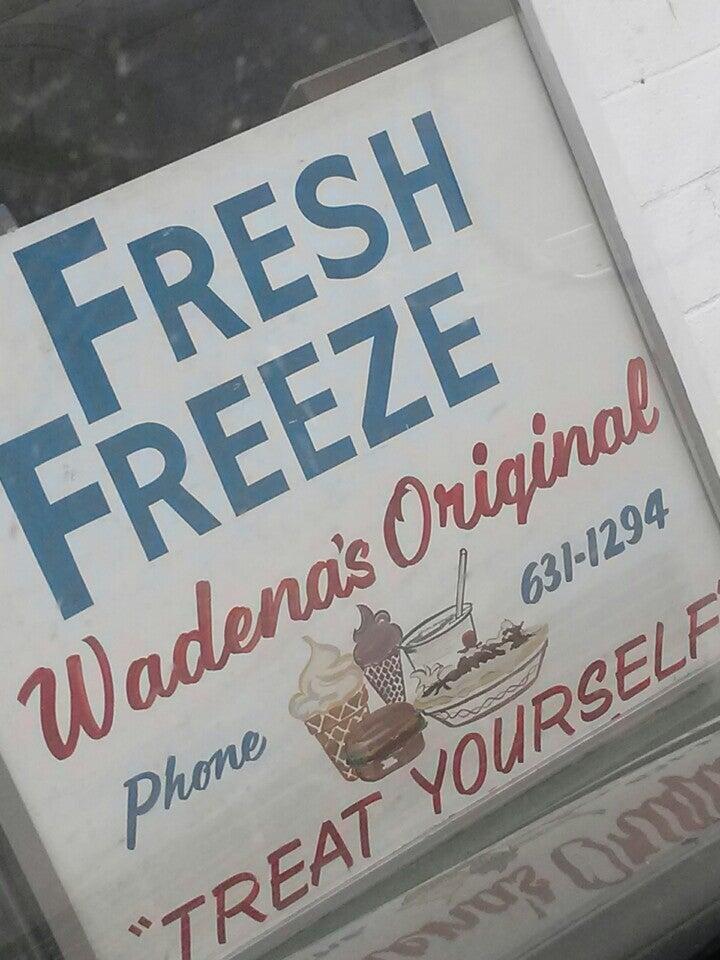 FRESH
FREEZE
Wadena's Original
Phone 631-1294
"TREAT YOURSELF"